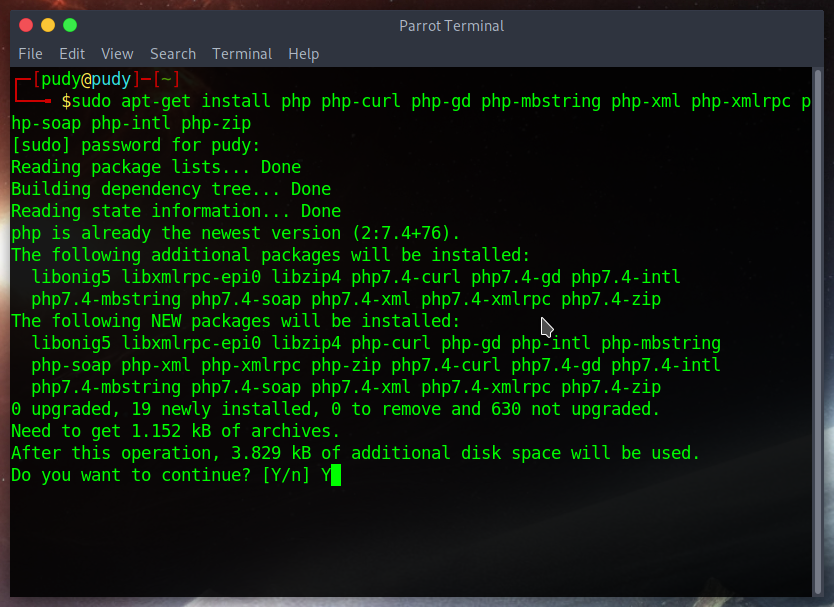 Parrot Terminal
File Edit View Search Terminal Help
┌─[pudy@pudy]─[~]
└──╼ $sudo apt-get install php php-curl php-gd php-mbstring php-xml php-xmlrpc p
hp-soap php-intl php-zip
[sudo] password for pudy:
Reading package lists... Done
Building dependency tree... Done
Reading state information... Done
php is already the newest version (2:7.4+76).
The following additional packages will be installed:
  libonig5 libxmlrpc-epi0 libzip4 php7.4-curl php7.4-gd php7.4-intl
  php7.4-mbstring php7.4-soap php7.4-xml php7.4-xmlrpc php7.4-zip
The following NEW packages will be installed:
  libonig5 libxmlrpc-epi0 libzip4 php-curl php-gd php-intl php-mbstring
  php-soap php-xml php-xmlrpc php-zip php7.4-curl php7.4-gd php7.4-intl
  php7.4-mbstring php7.4-soap php7.4-xml php7.4-xmlrpc php7.4-zip
0 upgraded, 19 newly installed, 0 to remove and 630 not upgraded.
Need to get 1.152 kB of archives.
After this operation, 3.829 kB of additional disk space will be used.
Do you want to continue? [Y/n] Y